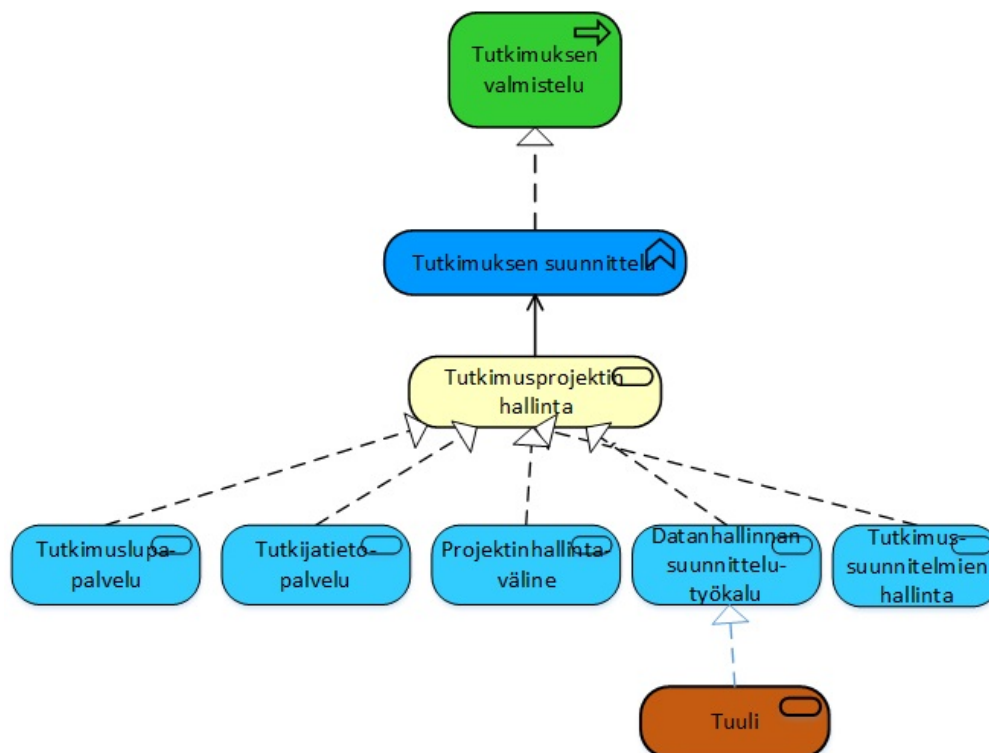 Tutkimuksen
valmistelu
Tutkimuksen suunnittelu
Tutkimusprojektin
hallinta
Tutkimuslupa-
palvelu
Tutkijatieto-
palvelu
Projektinhallinta-
väline
Datanhallinnan
suunnittelu-
työkalu
Tutkimus-
suunnitelmien
hallinta
Tuuli